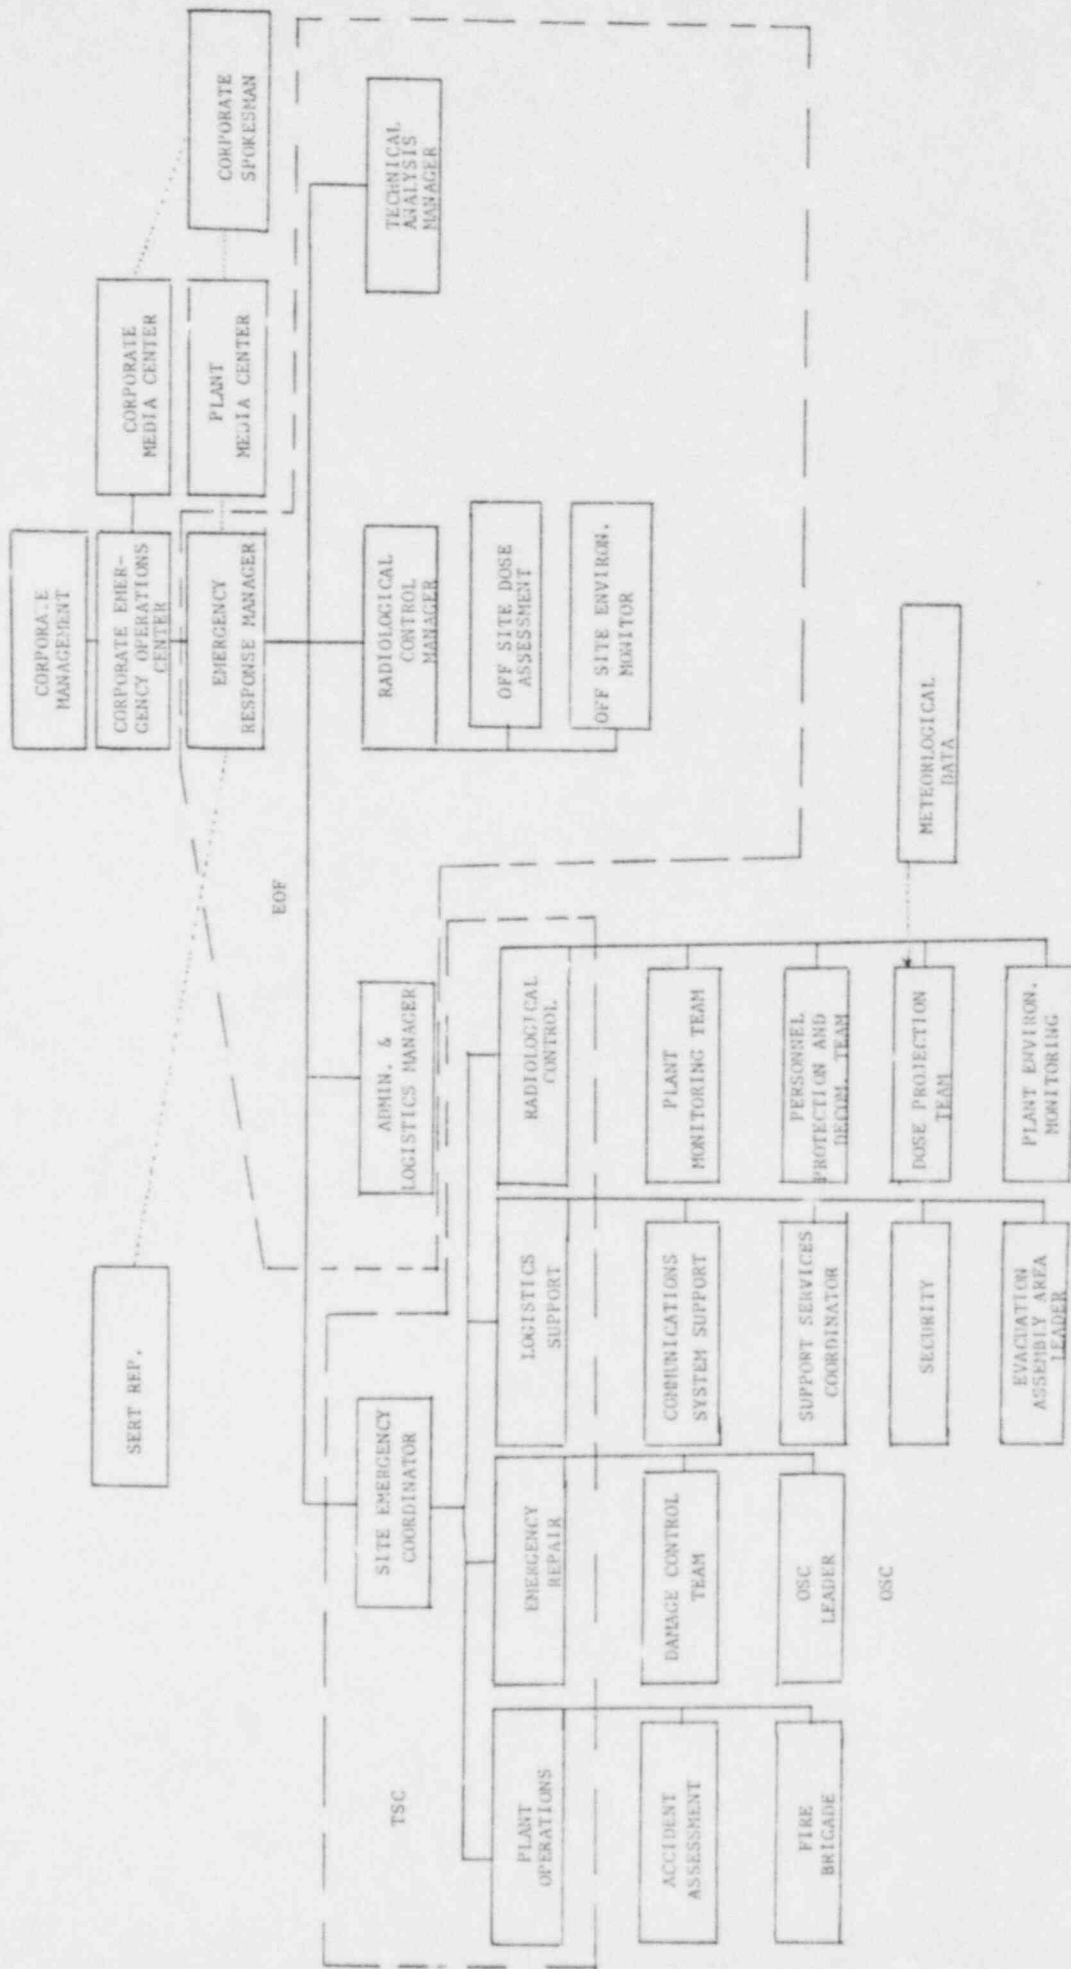 CORPORATE
MANAGEMENT
CORPORATE EMER-
GENCY OPERATIONS
CENTER
CORPORATE
MEDIA CENTER
SERT REP.
EMERGENCY
RESPONSE MANAGER
PLANT
MEDIA CENTER
CORPORATE
SPOKESMAN
EOF
SITE EMERGENCY
COORDINATOR
ADMIN. &
LOGISTICS MANAGER
RADIOLOGICAL
CONTROL
MANAGER
TECHNICAL
ANALYSIS
MANAGER
TSC
OFF SITE DOSE
ASSESSMENT
OFF SITE ENVIRON.
MONITOR
PLANT
OPERATIONS
EMERGENCY
REPAIR
LOGISTICS
SUPPORT
RADIOLOGICAL
CONTROL
ACCIDENT
ASSESSMENT
DAMAGE CONTROL
TEAM
COMMUNICATIONS
SYSTEM SUPPORT
PLANT
MONITORING TEAM
FIRE
BRIGADE
OSC
LEADER
SUPPORT SERVICES
COORDINATOR
PERSONNEL
PROTECTION AND
DECOM. TEAM
OSC
SECURITY
DOSE PROJECTION
TEAM
METEORLOGICAL
DATA
EVACUATION
ASSEMBLY AREA
LEADER
PLANT ENVIRON.
MONITORING